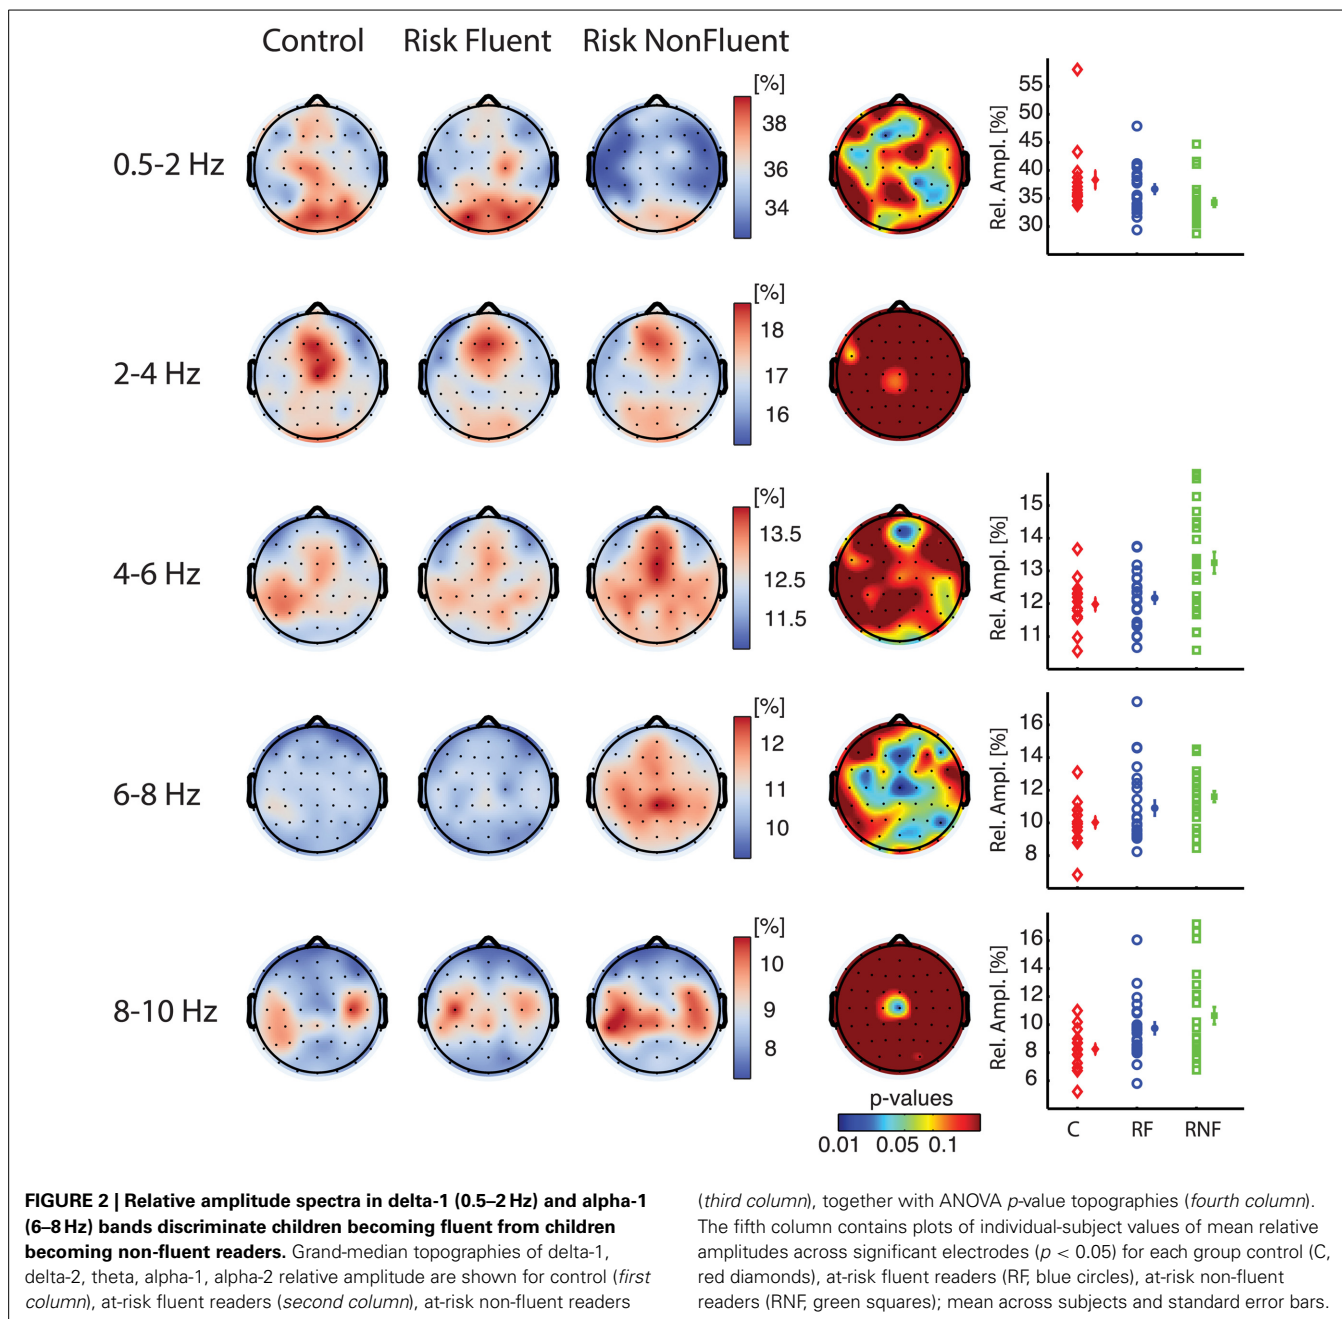 Control Risk Fluent Risk NonFluent
0.5-2 Hz
[%]
38
36
34
Rel. Ampl. [%]
55
50
45
40
35
30
2-4 Hz
[%]
18
17
16
4-6 Hz
[%]
13.5
12.5
11.5
Rel. Ampl. [%]
15
14
13
12
11
6-8 Hz
[%]
12
11
10
Rel. Ampl. [%]
16
14
12
10
8
8-10 Hz
[%]
10
9
8
Rel. Ampl. [%]
16
14
12
10
8
6
C RF RNF
p-values
0.01 0.05 0.1
FIGURE 2 | Relative amplitude spectra in delta-1 (0.5–2 Hz) and alpha-1
(6–8 Hz) bands discriminate children becoming fluent from children
becoming non-fluent readers. Grand-median topographies of delta-1,
delta-2, theta, alpha-1, alpha-2 relative amplitude are shown for control (first
column), at-risk fluent readers (second column), at-risk non-fluent readers
(third column), together with ANOVA p-value topographies (fourth column).
The fifth column contains plots of individual-subject values of mean relative
amplitudes across significant electrodes (p < 0.05) for each group control (C,
red diamonds), at-risk fluent readers (RF, blue circles), at-risk non-fluent
readers (RNF, green squares); mean across subjects and standard error bars.